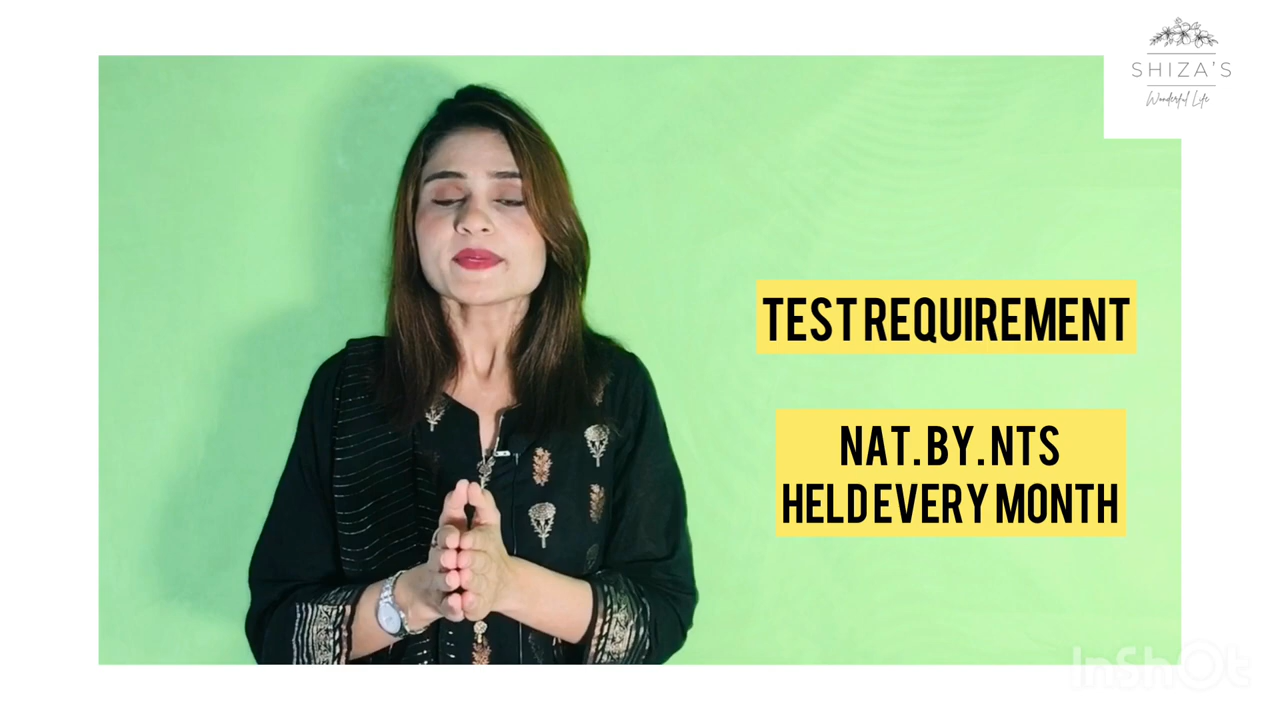 SHIZA'S
Wonderful Life
TEST REQUIREMENT
NAT. BY. NTS
HELD EVERY MONTH
InShOt